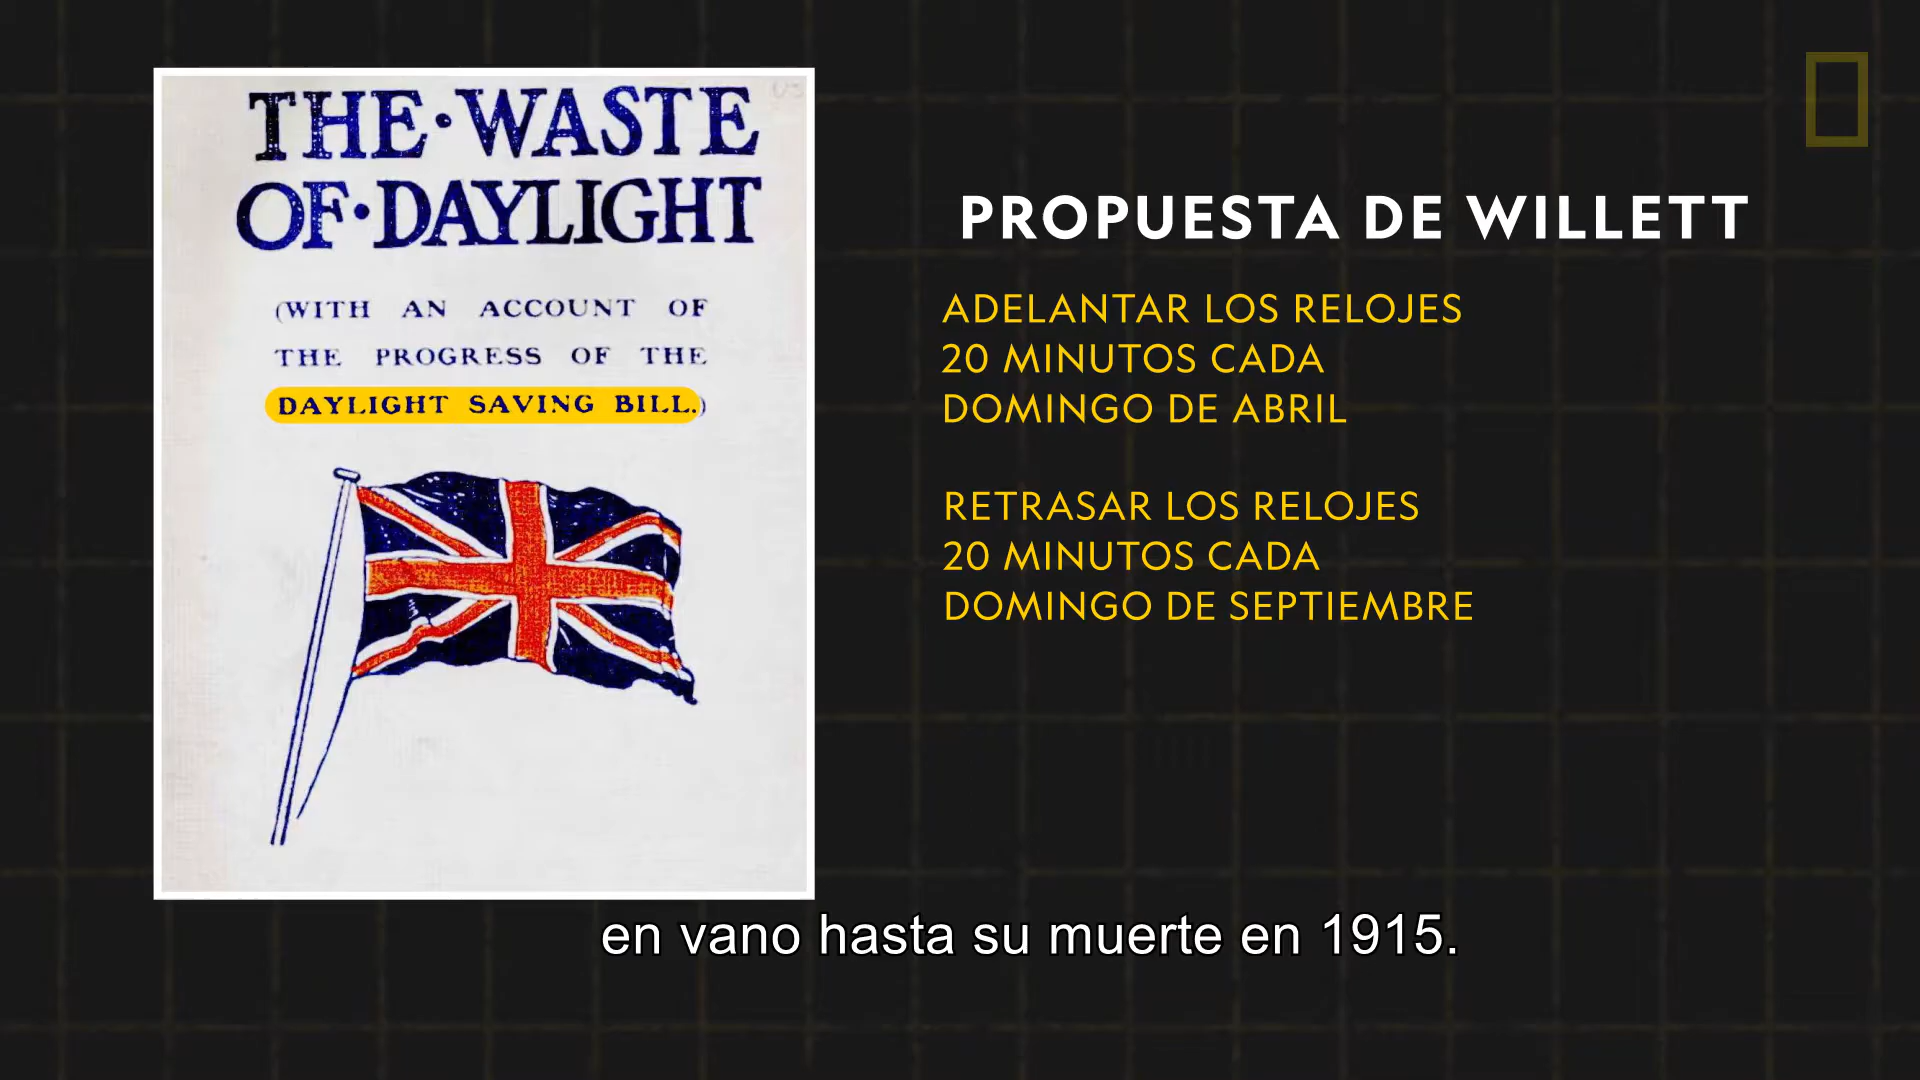 THE·WASTE
OF·DAYLIGHT
(WITH AN ACCOUNT OF
THE PROGRESS OF THE
DAYLIGHT SAVING BILL.)
PROPUESTA DE WILLETT
ADELANTAR LOS RELOJES
20 MINUTOS CADA
DOMINGO DE ABRIL
RETRASAR LOS RELOJES
20 MINUTOS CADA
DOMINGO DE SEPTIEMBRE
en vano hasta su muerte en 1915.